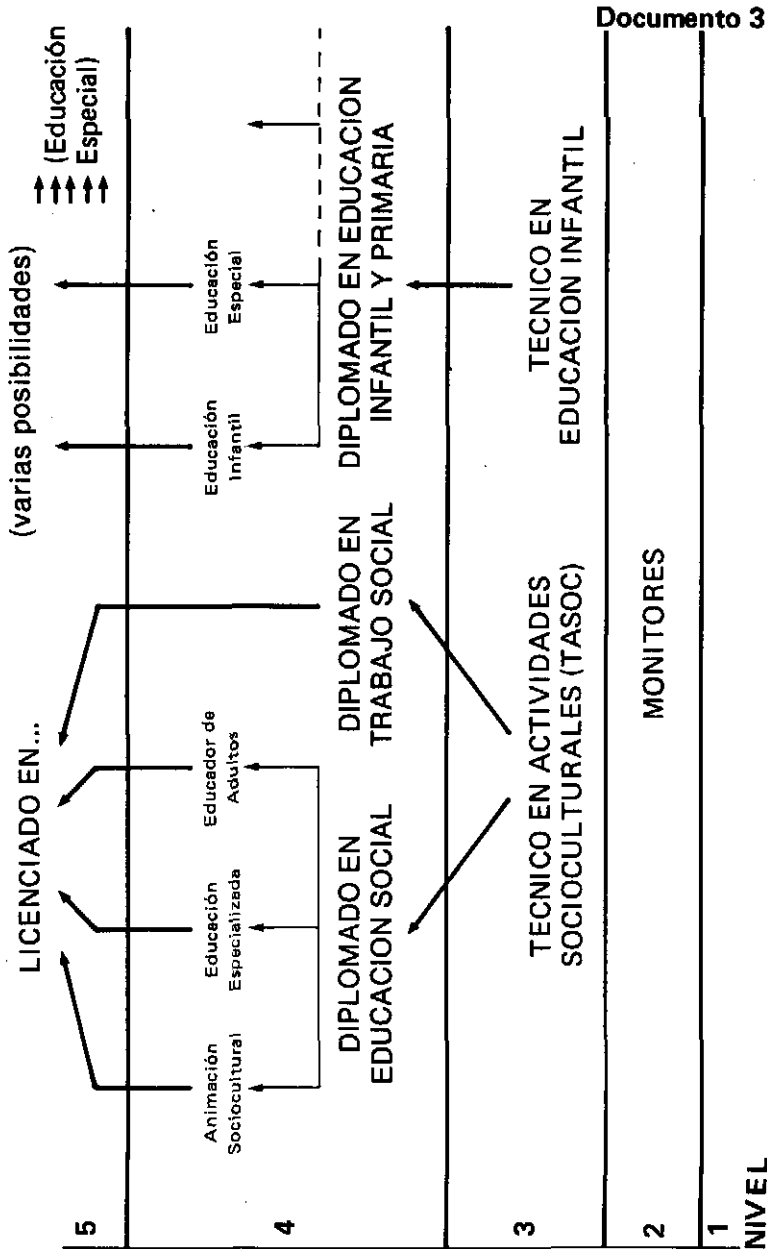 Documento 3
LICENCIADO EN...
(varias posibilidades)
(Educación
Especial)
5
Animación
Sociocultural
Educación
Especializada
Educador de
Adultos
Educación
Infantil
Educación
Especial
4
DIPLOMADO EN
EDUCACION SOCIAL
DIPLOMADO EN
TRABAJO SOCIAL
DIPLOMADO EN EDUCACION
INFANTIL Y PRIMARIA
3
TECNICO EN ACTIVIDADES
SOCIOCULTURALES (TASOC)
TECNICO EN
EDUCACION INFANTIL
2
MONITORES
1
NIVEL